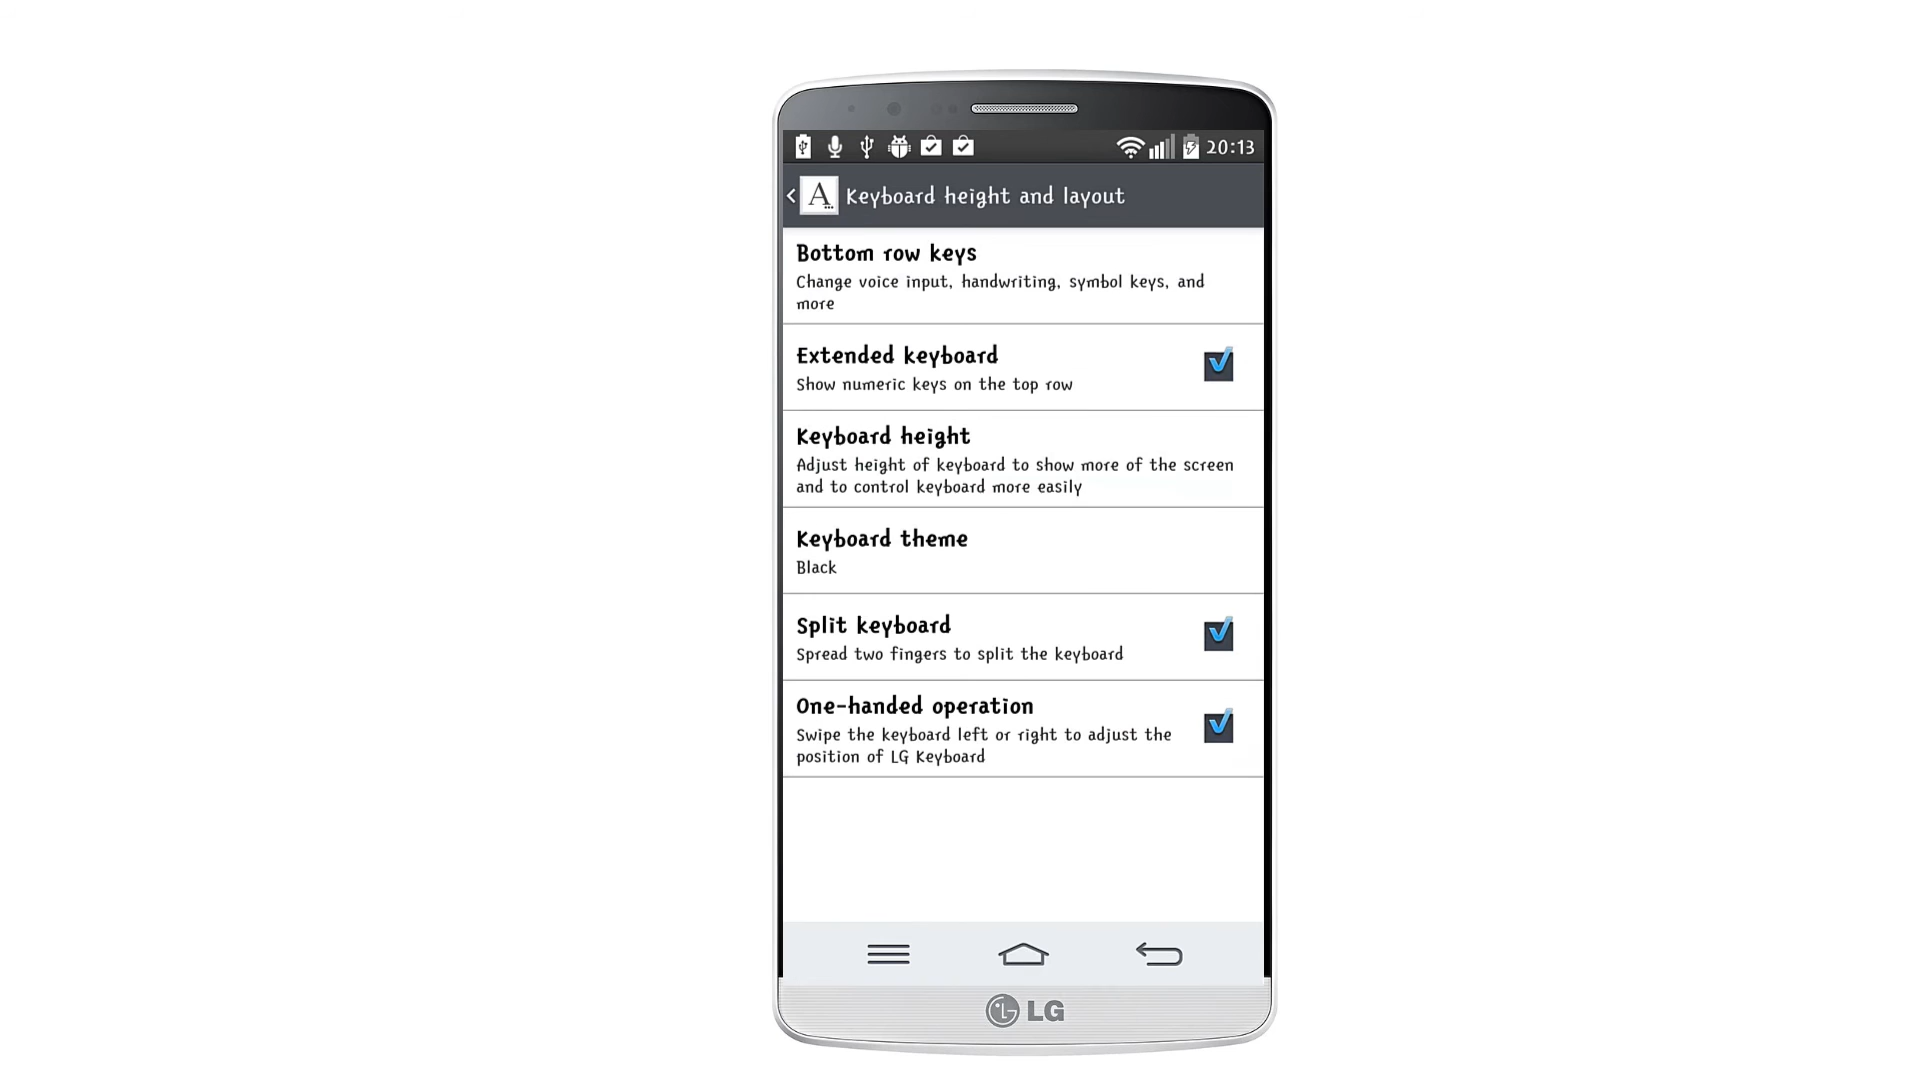 20:13
A
Keyboard height and layout
Bottom row keys
Change voice input, handwriting, symbol keys, and
more
Extended keyboard
Show numeric keys on the top row
Keyboard height
Adjust height of keyboard to show more of the screen
and to control keyboard more easily
Keyboard theme
Black
Split keyboard
Spread two fingers to split the keyboard
One-handed operation
Swipe the keyboard left or right to adjust the
position of LG Keyboard
LG